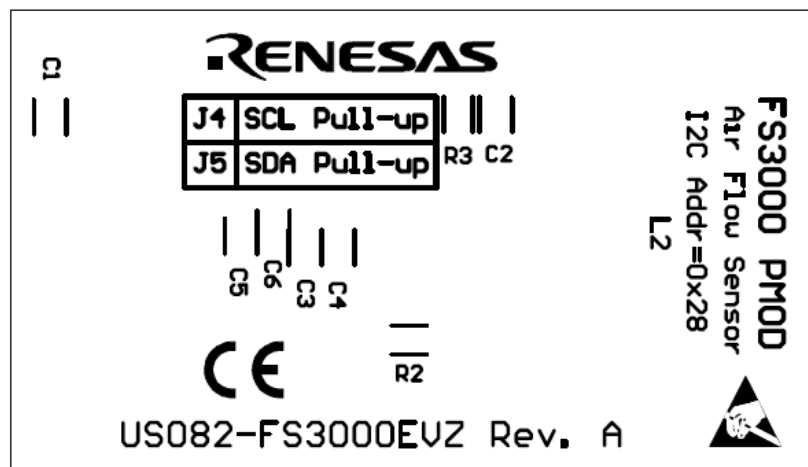 RENESAS
C1
J4 SCL Pull-up
J5 SDA Pull-up
R3 C2
FS3000 PMOD
Air Flow Sensor
I2C Addr=0x28
L2
C5
C6
C3
C4
R2
CE
US082-FS3000EVZ Rev. A